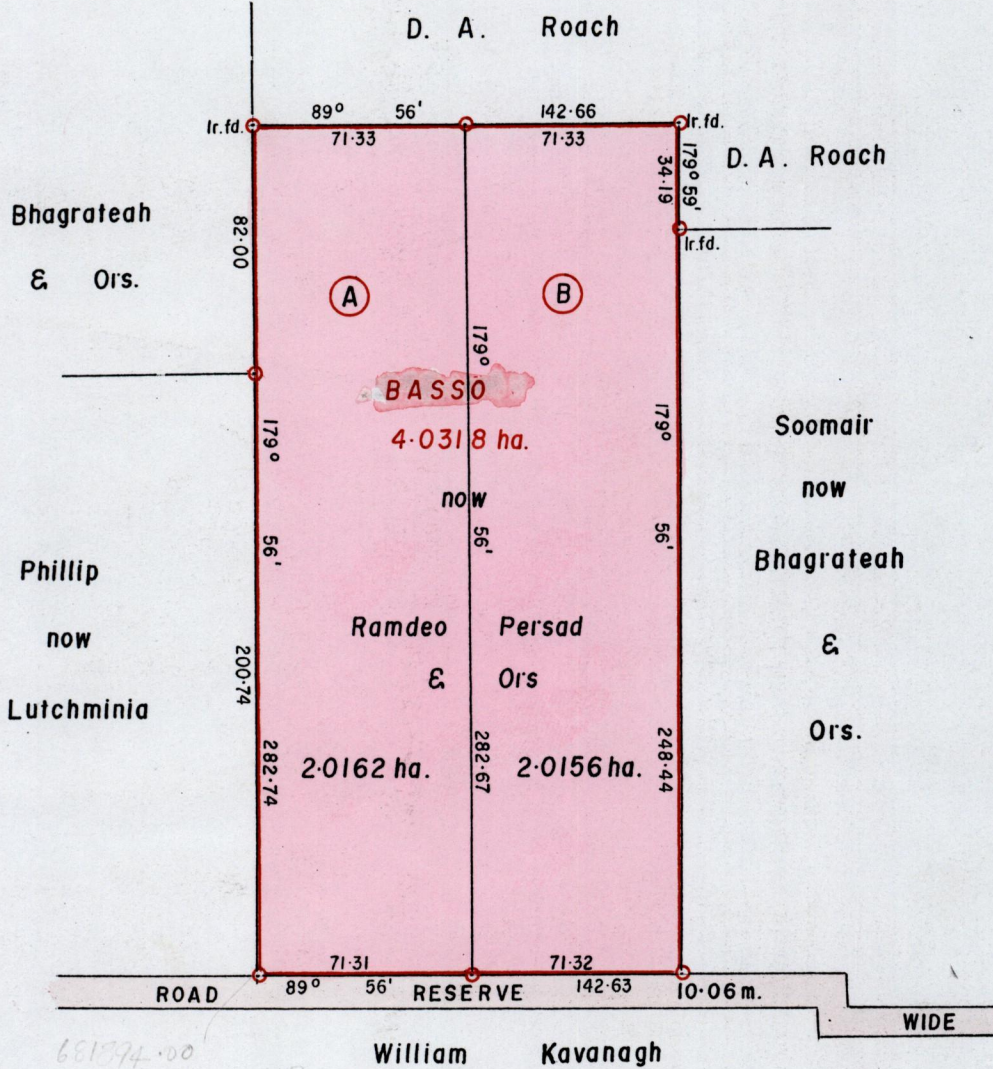 D. A. Roach
89° 56' 142·66
Ir.fd. 71·33 71·33 Ir.fd.
34·19 179° 59'
D. A. Roach
Ir.fd.
Bhagrateah
& Ors.
82·00
A B
179°
BASSO
4·0318 ha.
now
56'
Ramdeo Persad
& Ors
2·0162 ha. 282·67 2·0156 ha.
179° 56'
200·74
282·74
179° 56'
248·44
Phillip
now
Lutchminia
Soomair
now
Bhagrateah
&
Ors.
71·31 71·32
89° 56' 142·63
ROAD RESERVE 10·06m. WIDE
William Kavanagh